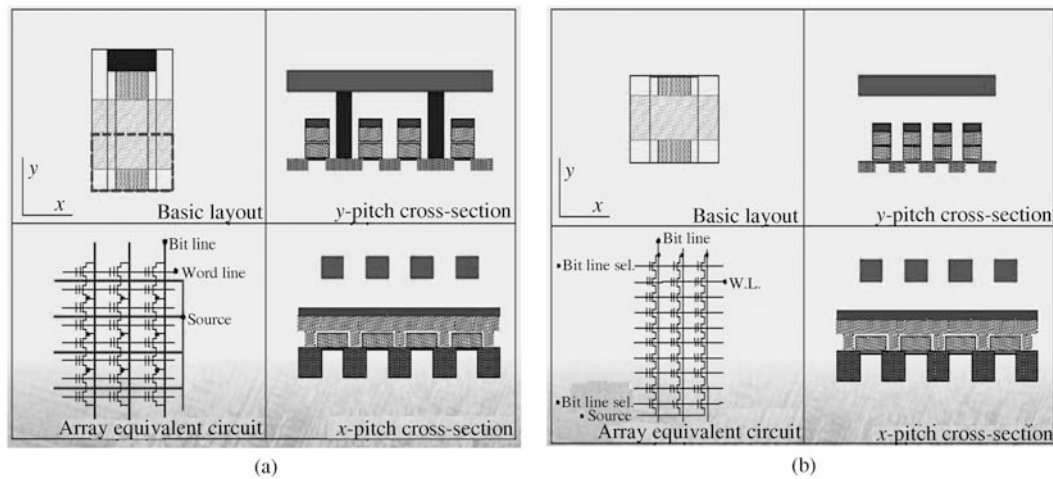 y
x
Basic layout
y-pitch cross-section
Bit line
Word line
Source
Array equivalent circuit
x-pitch cross-section
(a)
y
x
Basic layout
y-pitch cross-section
Bit line
Bit line sel.
W.L.
Bit line sel.
Source
Array equivalent circuit
x-pitch cross-section
(b)